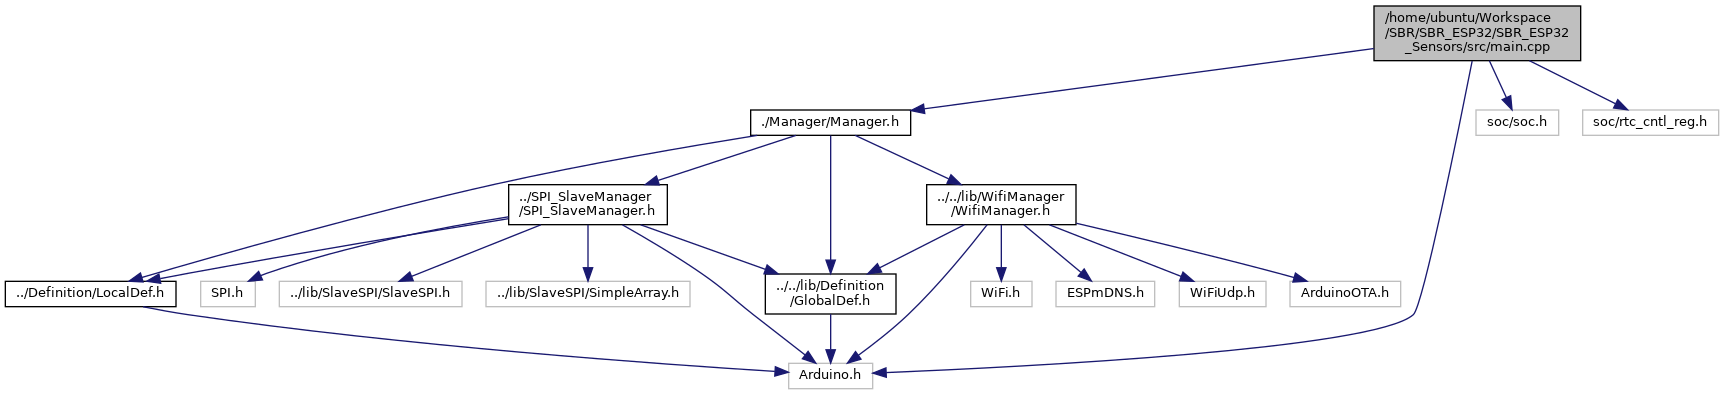 /home/ubuntu/Workspace
/SBR/SBR_ESP32/SBR_ESP32
_Sensors/src/main.cpp
./Manager/Manager.h
soc/soc.h
soc/rtc_cntl_reg.h
../SPI_SlaveManager
/SPI_SlaveManager.h
../../lib/WifiManager
/WifiManager.h
../Definition/LocalDef.h
SPI.h
../lib/SlaveSPI/SlaveSPI.h
../lib/SlaveSPI/SimpleArray.h
../../lib/Definition
/GlobalDef.h
WiFi.h
ESPmDNS.h
WiFiUdp.h
ArduinoOTA.h
Arduino.h